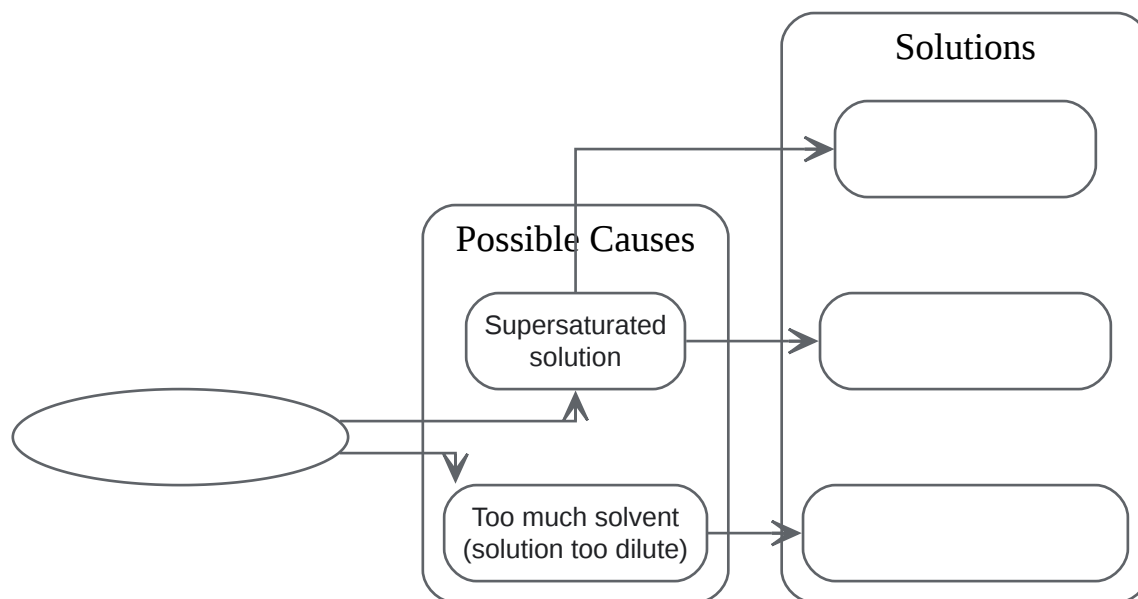 Solutions
Possible Causes
Supersaturated
solution
Too much solvent
(solution too dilute)